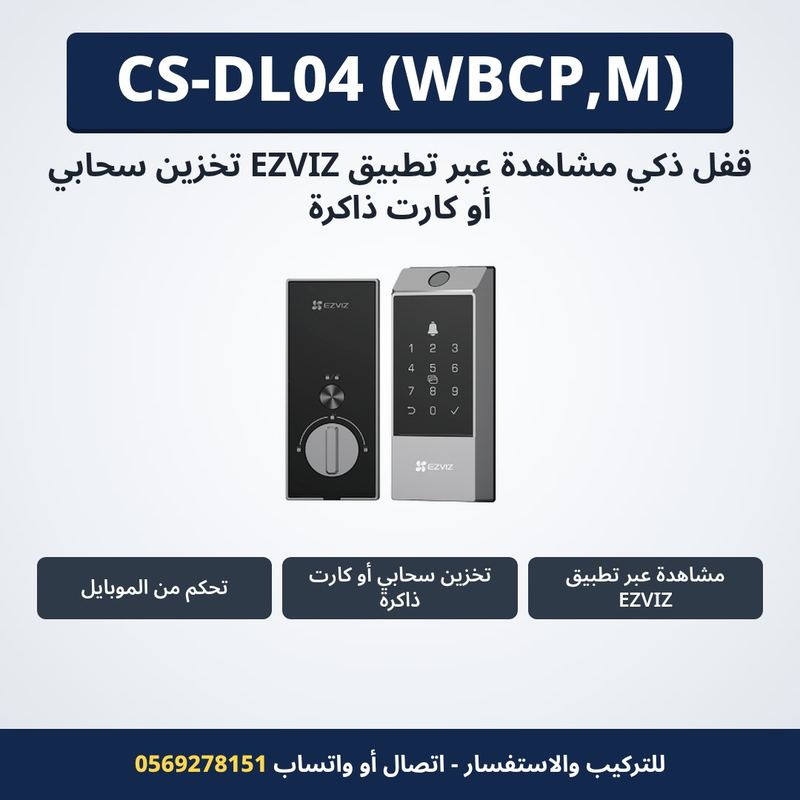 CS-DL04 (WBCP,M)
قفل ذكي مشاهدة عبر تطبيق EZVIZ تخزين سحابي
أو كارت ذاكرة
EZVIZ
1 2 3
4 5 6
7 8 9
0
EZVIZ
مشاهدة عبر تطبيق
EZVIZ
تخزين سحابي أو كارت
ذاكرة
تحكم من الموبايل
للتركيب والاستفسار - اتصال أو واتساب 0569278151